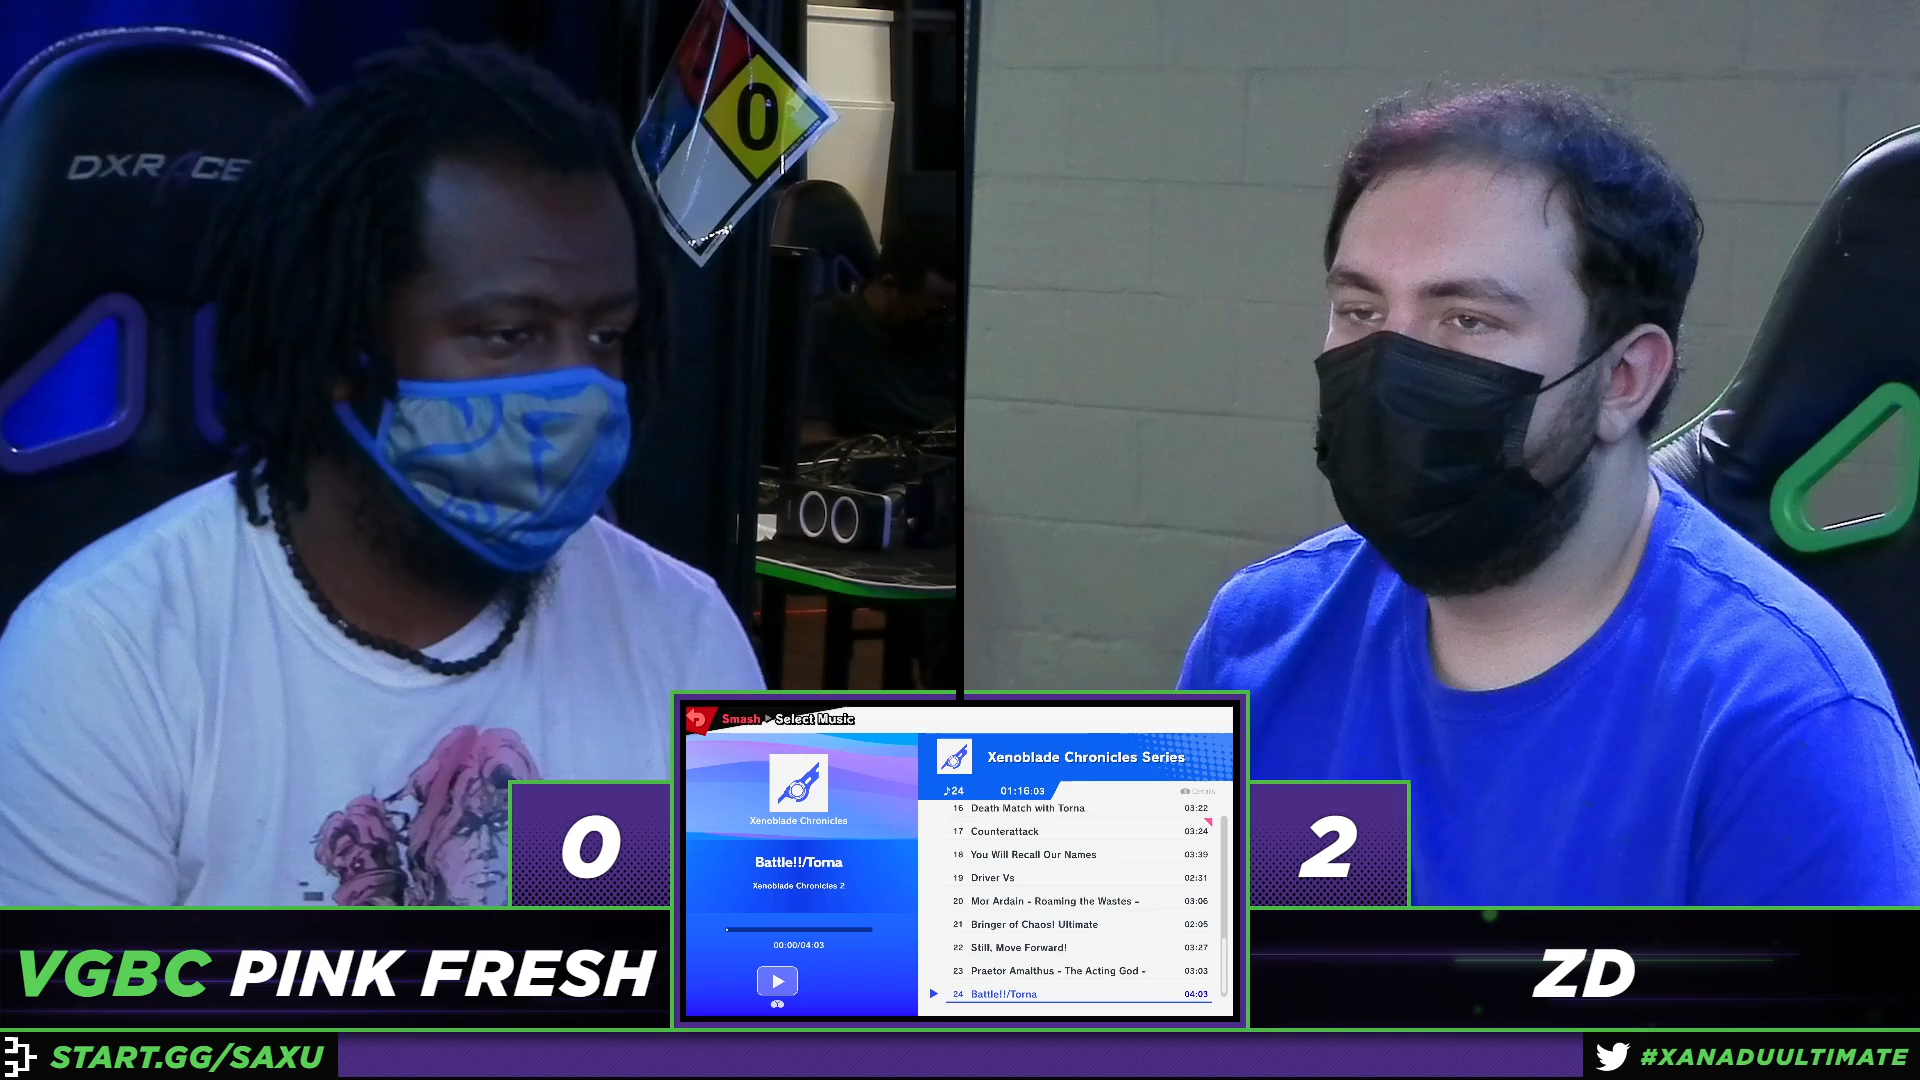 DXRACER
0
Smash ▸ Select Music
Xenoblade Chronicles
Battle!!/Torna
Xenoblade Chronicles 2
00:00/04:03
Xenoblade Chronicles Series
♪24 01:16:03 Details
16 Death Match with Torna 03:22
17 Counterattack 03:24
18 You Will Recall Our Names 03:39
19 Driver Vs 02:31
20 Mor Ardain - Roaming the Wastes - 03:06
21 Bringer of Chaos! Ultimate 02:05
22 Still, Move Forward! 03:27
23 Praetor Amalthus - The Acting God - 03:03
24 Battle!!/Torna 04:03
0
2
VGBC PINK FRESH
ZD
START.GG/SAXU
#XANADUULTIMATE